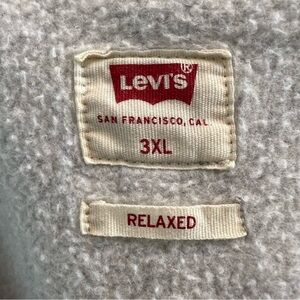 Levi's®
SAN FRANCISCO, CAL
3XL
RELAXED